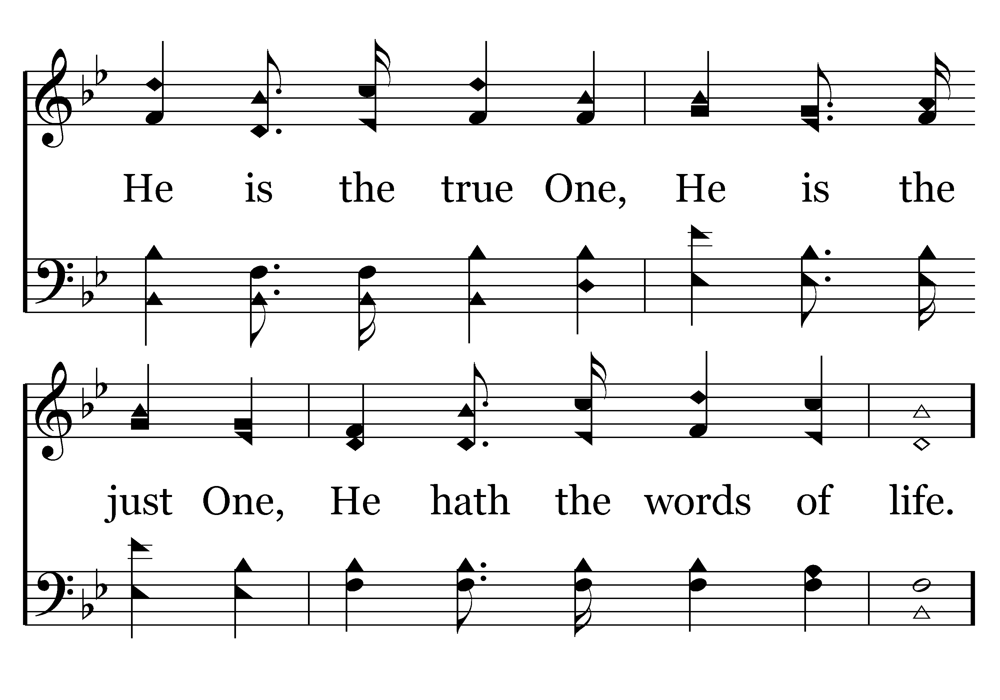 He is the true One, He is the
just One, He hath the words of life.